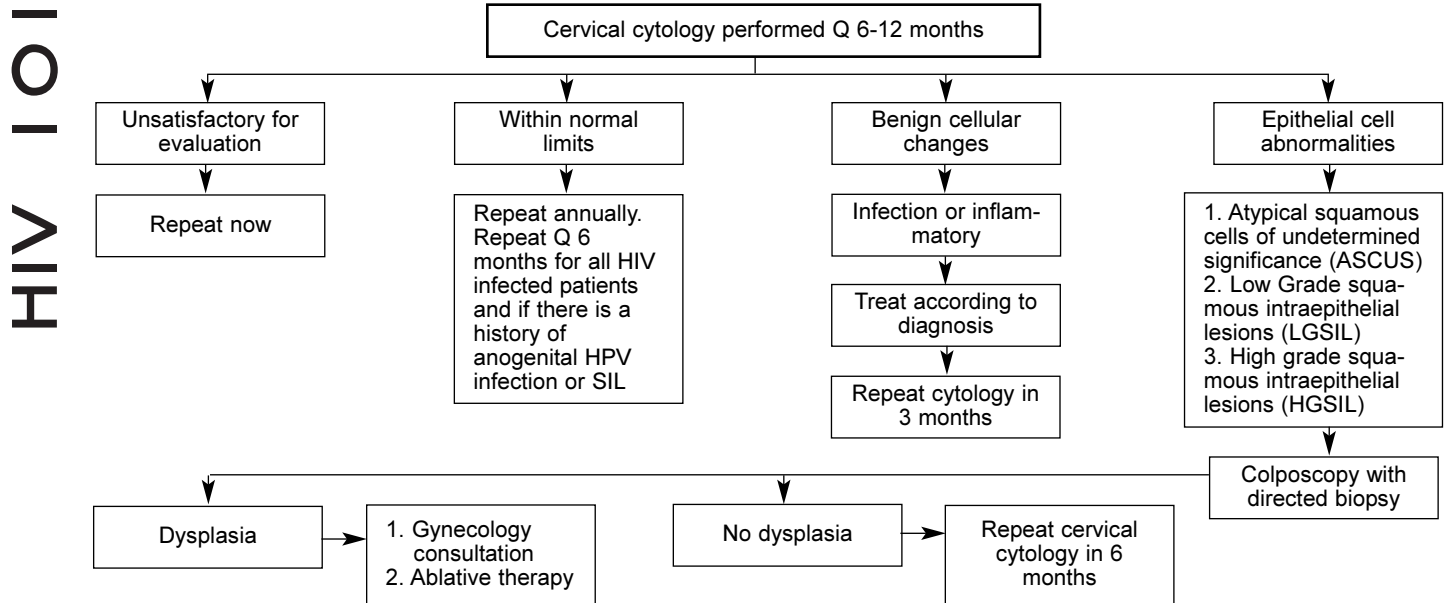 HIV 101
Cervical cytology performed Q 6-12 months
Unsatisfactory for
evaluation
Repeat now
Within normal
limits
Repeat annually.
Repeat Q 6
months for all HIV
infected patients
and if there is a
history of
anogenital HPV
infection or SIL
Benign cellular
changes
Infection or inflam-
matory
Treat according to
diagnosis
Repeat cytology in
3 months
Epithelial cell
abnormalities
1. Atypical squamous
cells of undetermined
significance (ASCUS)
2. Low Grade squa-
mous intraepithelial
lesions (LGSIL)
3. High grade squa-
mous intraepithelial
lesions (HGSIL)
Colposcopy with
directed biopsy
Dysplasia
1. Gynecology
consultation
2. Ablative therapy
No dysplasia
Repeat cervical
cytology in 6
months